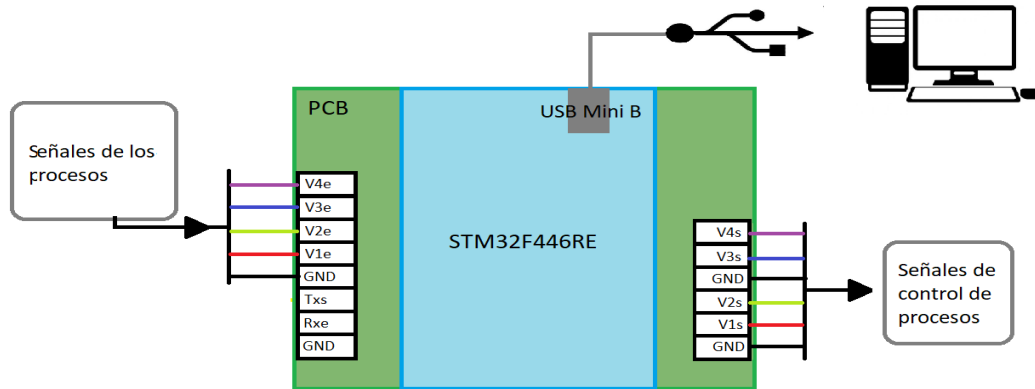 PCB
USB Mini B
Señales de los
procesos
V4e
V3e
V2e
V1e
GND
Txs
Rxe
GND
STM32F446RE
V4s
V3s
GND
V2s
V1s
GND
Señales de
control de
procesos